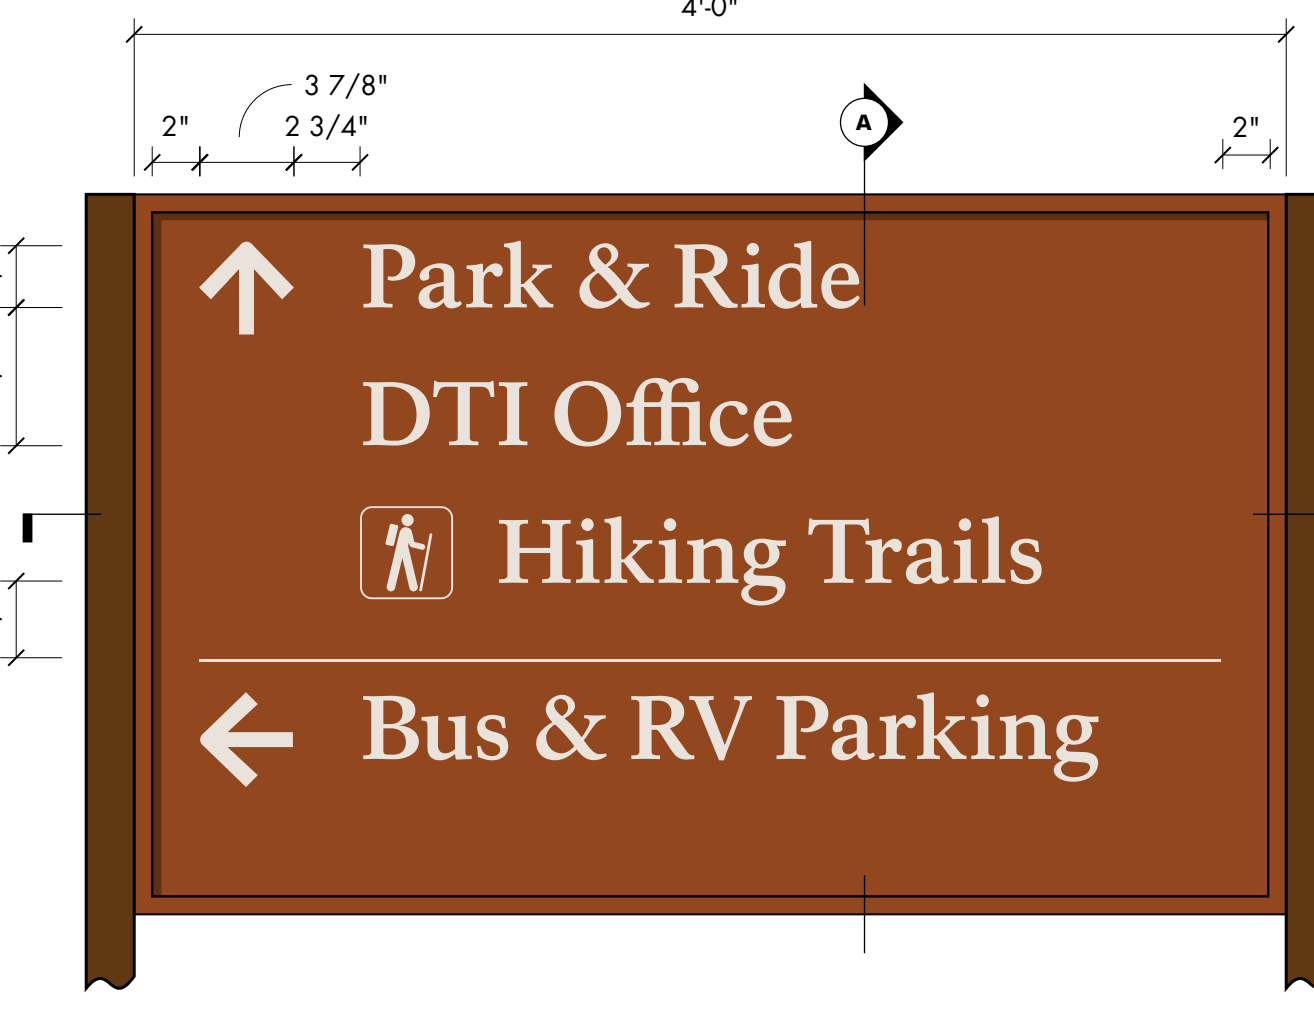 4'-0"
3 7/8"
2"
2 3/4"
A
2"
Park & Ride
DTI Office
Hiking Trails
Bus & RV Parking